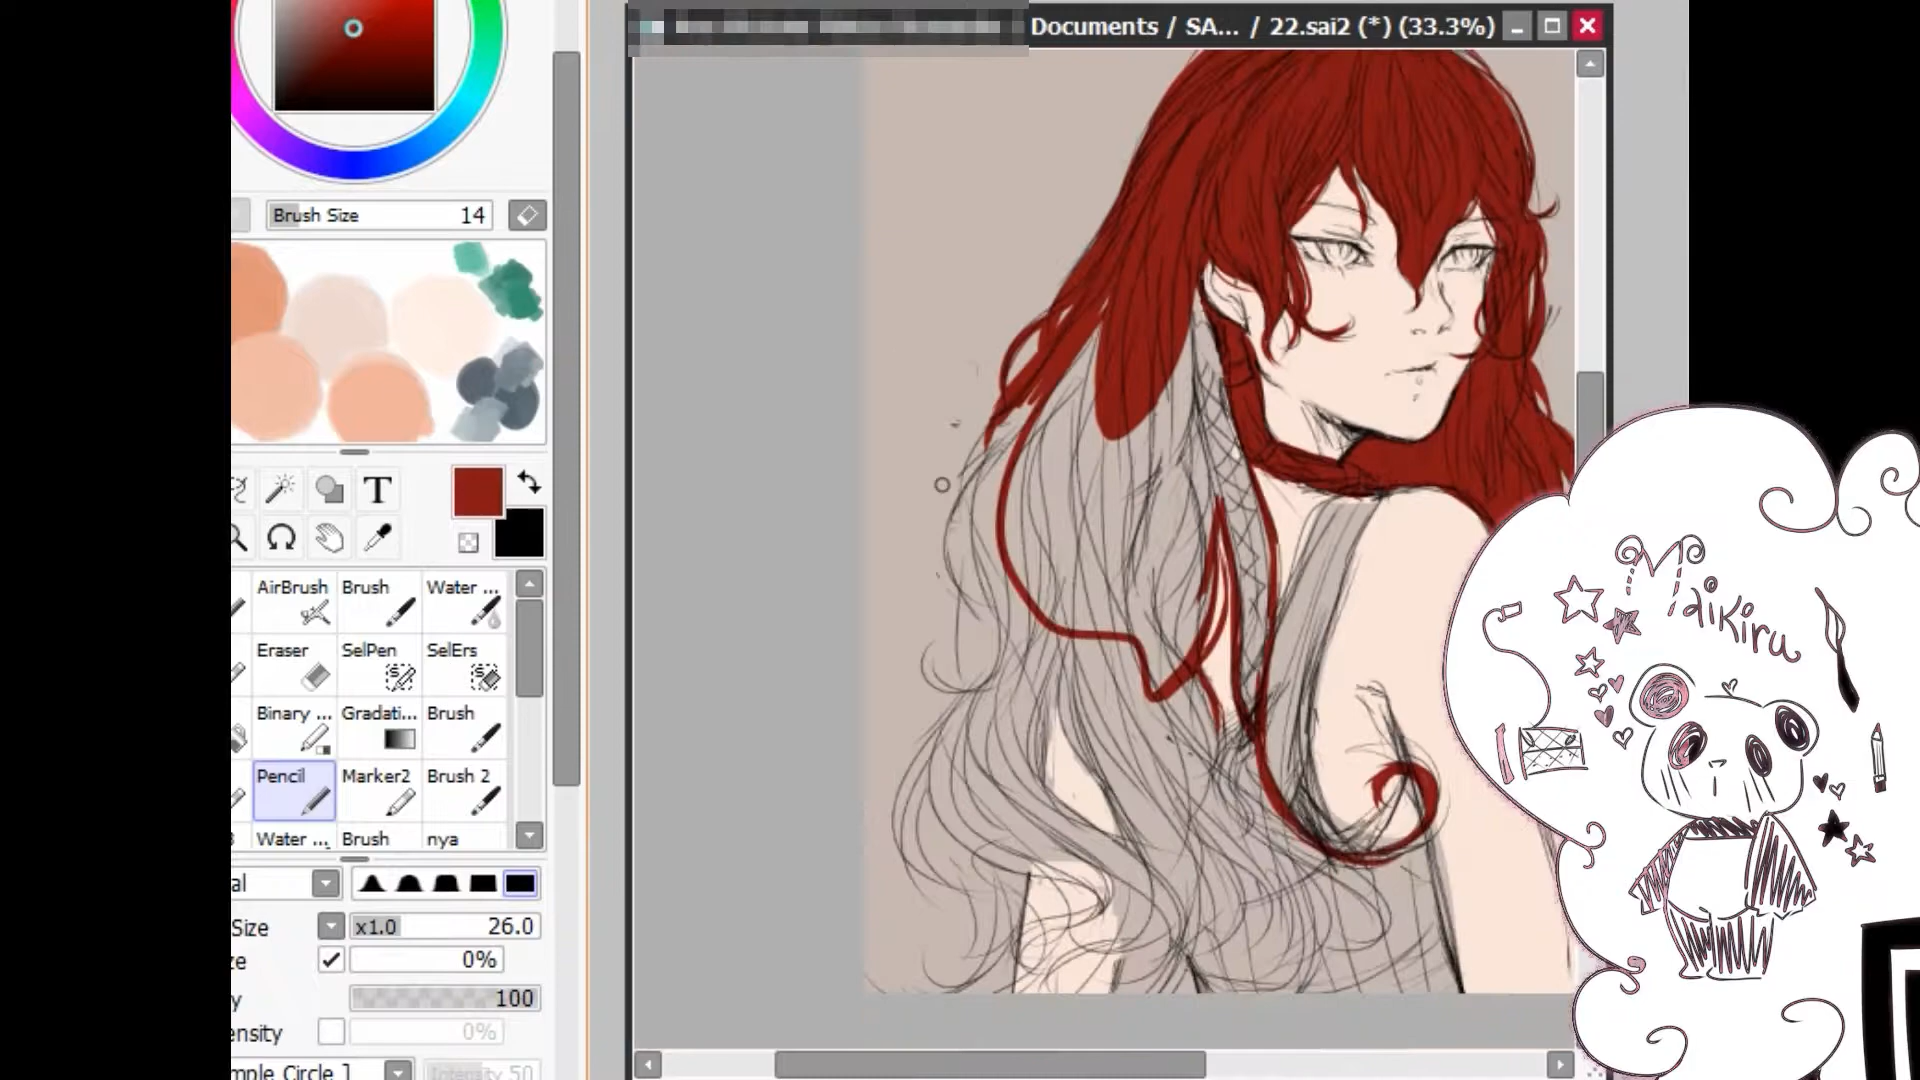 Documents / SA... / 22.sai2 (*) (33.3%)
Brush Size 14
T
AirBrush Brush Water ...
Eraser SelPen SelErs
Binary ... Gradati... Brush
Pencil Marker2 Brush 2
Water ... Brush nya
al
Size x1.0 26.0
ze 0%
y 100
ensity 0%
mple Circle 1 Intensity 50
Maikiru